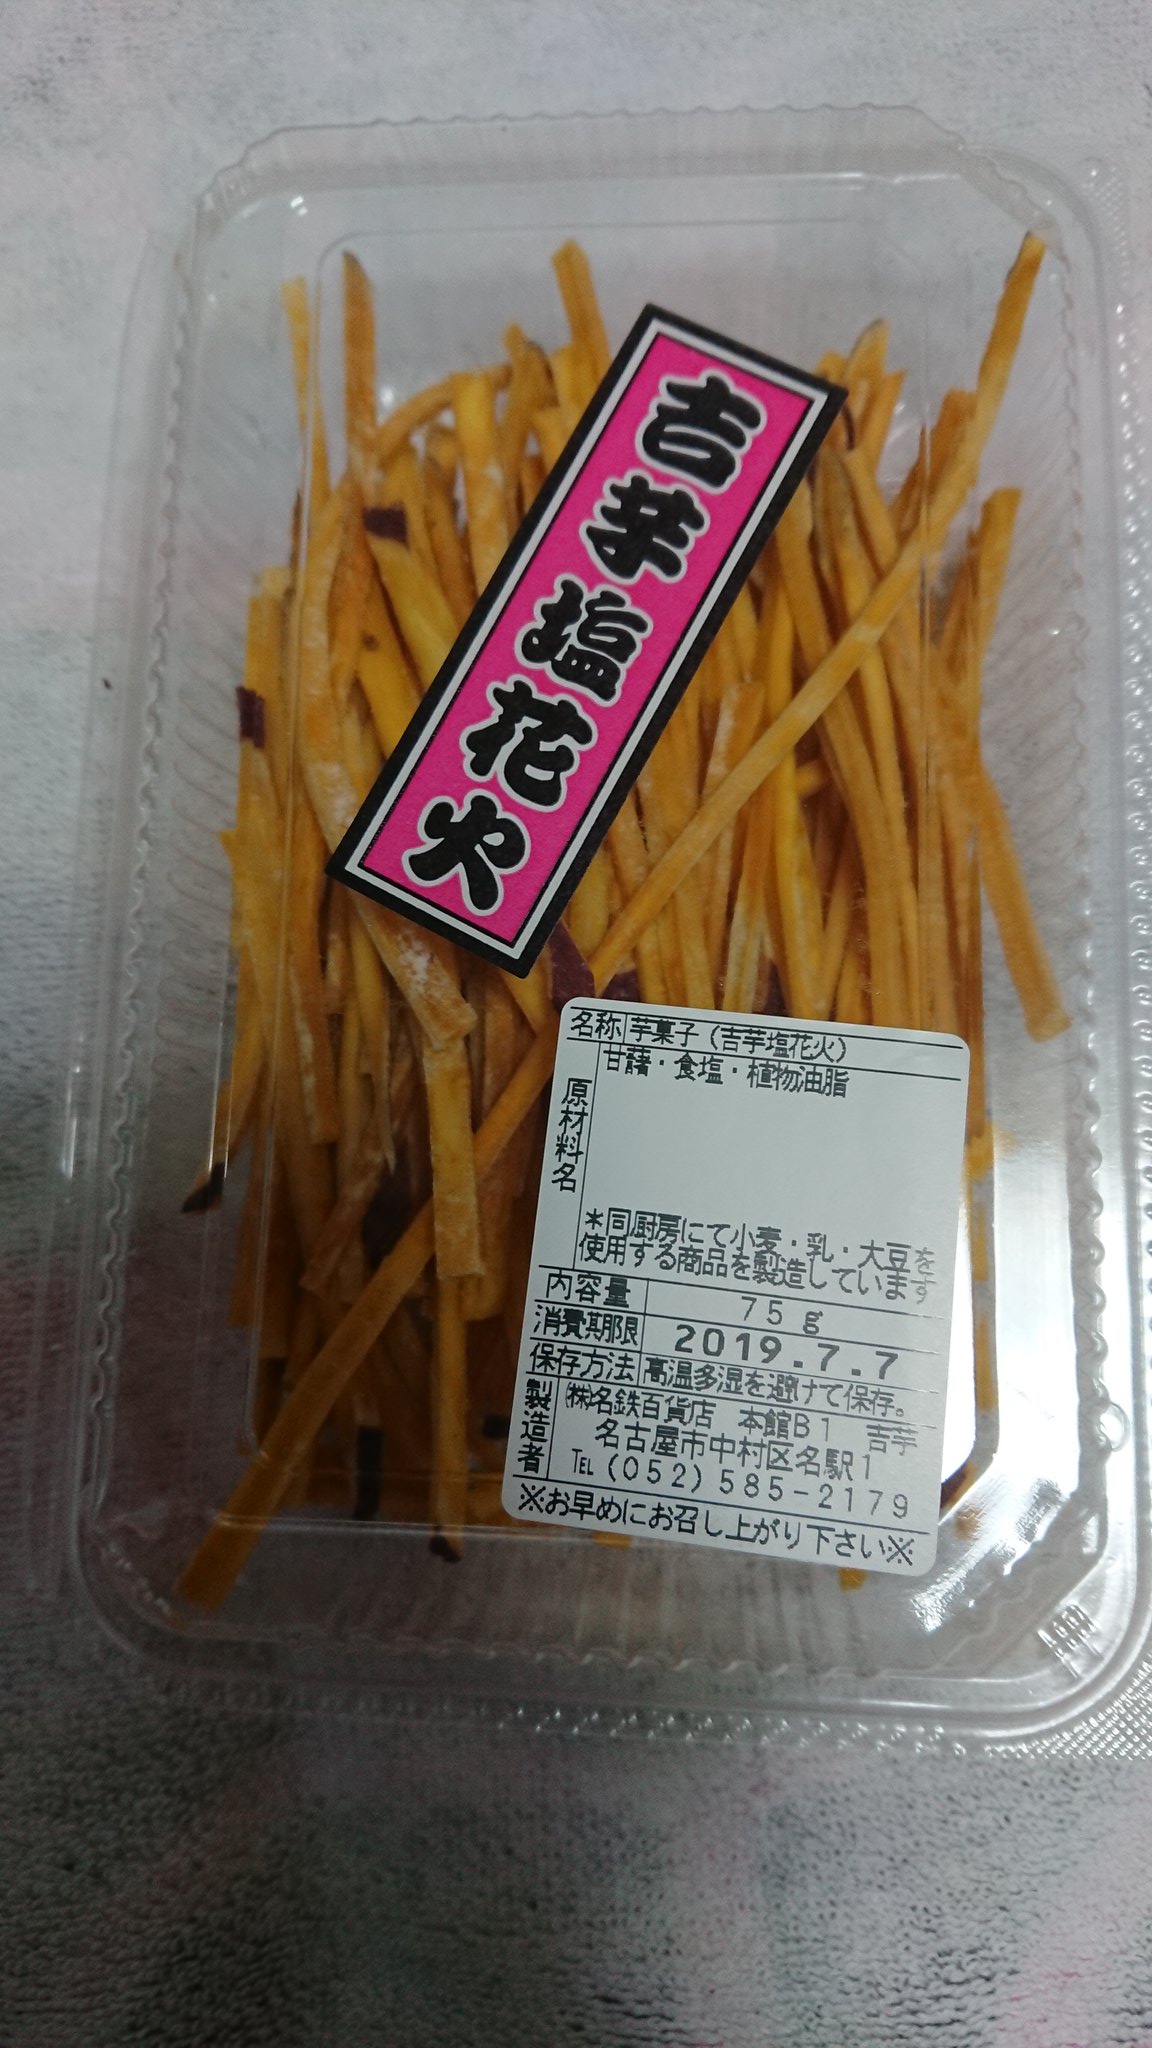 吉芋塩花火
名称 芋菓子（吉芋塩花火）
原材料名 甘藷・食塩・植物油脂
＊同厨房にて小麦・乳・大豆を
使用する商品を製造しています
内容量 75g
消費期限 2019.7.7
保存方法 高温多湿を避けて保存。
製造者 ㈱名鉄百貨店 本館B1 吉芋
名古屋市中村区名駅1
℡(052)585-2179
※お早めにお召し上がり下さい※